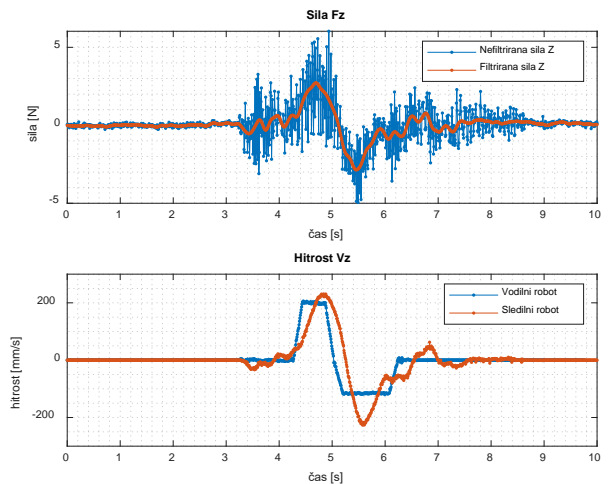 Sila Fz
5
0
-5
sila [N]
Nefiltrirana sila Z
Filtrirana sila Z
0 1 2 3 4 5 6 7 8 9 10
čas [s]
Hitrost Vz
200
0
-200
hitrost [mm/s]
Vodilni robot
Sledilni robot
0 1 2 3 4 5 6 7 8 9 10
čas [s]